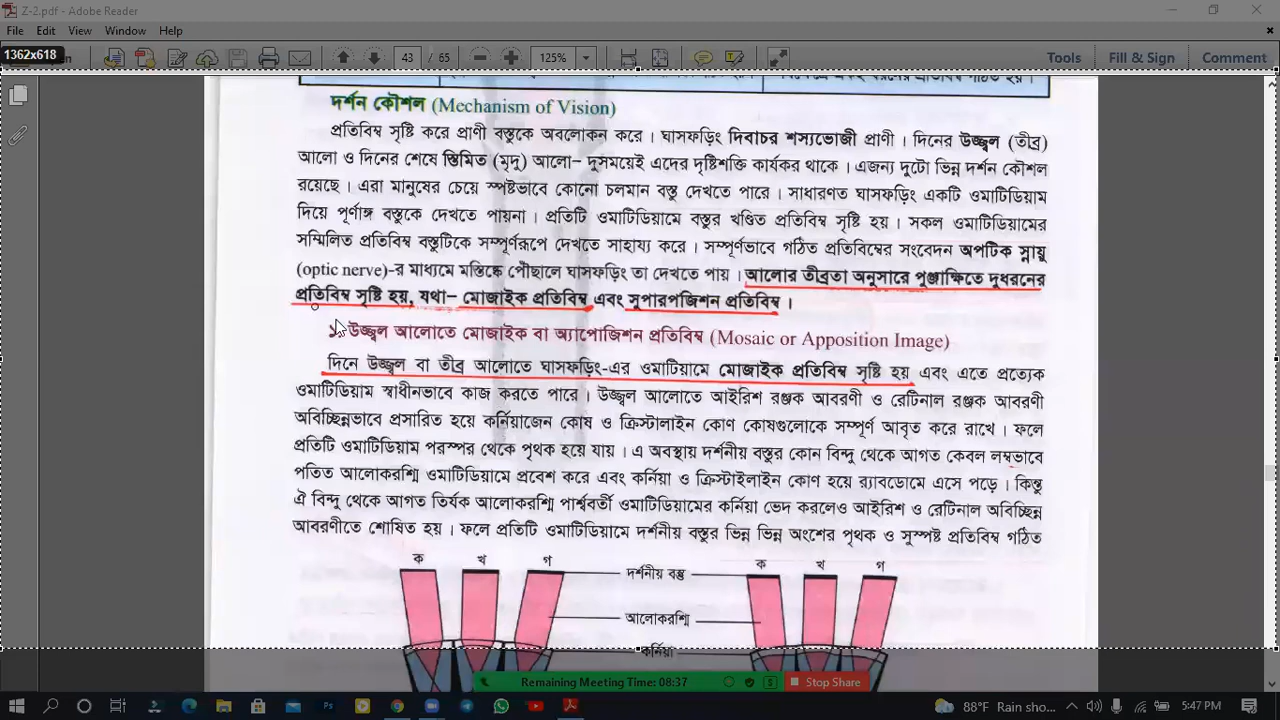 Z-2.pdf - Adobe Reader
File Edit View Window Help
1362x618
43 65 125% Tools Fill & Sign Comment
দর্শন কৌশল (Mechanism of Vision)
প্রতিবিম্ব সৃষ্টি করে প্রাণী বস্তুকে অবলোকন করে। ঘাসফড়িং দিবাচর শস্যভোজী প্রাণী। দিনের উজ্জ্বল (তীব্র)
আলো ও দিনের শেষে স্তিমিত (মৃদু) আলো– দুসময়েই এদের দৃষ্টিশক্তি কার্যকর থাকে। এজন্য দুটো ভিন্ন দর্শন কৌশল
রয়েছে। এরা মানুষের চেয়ে স্পষ্টভাবে কোনো চলমান বস্তু দেখতে পারে। সাধারণত ঘাসফড়িং একটি ওমাটিডিয়াম
দিয়ে পূর্ণাঙ্গ বস্তুকে দেখতে পায়না। প্রতিটি ওমাটিডিয়ামে বস্তুর খণ্ডিত প্রতিবিম্ব সৃষ্টি হয়। সকল ওমাটিডিয়ামের
সম্মিলিত প্রতিবিম্ব বস্তুটিকে সম্পূর্ণরূপে দেখতে সাহায্য করে। সম্পূর্ণভাবে গঠিত প্রতিবিম্বের সংবেদন অপটিক স্নায়ু
(optic nerve)-র মাধ্যমে মস্তিষ্কে পৌঁছালে ঘাসফড়িং তা দেখতে পায়। আলোর তীব্রতা অনুসারে পুঞ্জাক্ষিতে দুধরনের
প্রতিবিম্ব সৃষ্টি হয়, যথা– মোজাইক প্রতিবিম্ব এবং সুপারপজিশন প্রতিবিম্ব।
১. উজ্জ্বল আলোতে মোজাইক বা অ্যাপোজিশন প্রতিবিম্ব (Mosaic or Apposition Image)
দিনে উজ্জ্বল বা তীব্র আলোতে ঘাসফড়িং-এর ওমাটিয়ামে মোজাইক প্রতিবিম্ব সৃষ্টি হয় এবং এতে প্রত্যেক
ওমাটিডিয়াম স্বাধীনভাবে কাজ করতে পারে। উজ্জ্বল আলোতে আইরিশ রঞ্জক আবরণী ও রেটিনাল রঞ্জক আবরণী
অবিচ্ছিন্নভাবে প্রসারিত হয়ে কর্নিয়াজেন কোষ ও ক্রিস্টালাইন কোণ কোষগুলোকে সম্পূর্ণ আবৃত করে রাখে। ফলে
প্রতিটি ওমাটিডিয়াম পরস্পর থেকে পৃথক হয়ে যায়। এ অবস্থায় দর্শনীয় বস্তুর কোন বিন্দু থেকে আগত কেবল লম্বভাবে
পতিত আলোকরশ্মি ওমাটিডিয়ামে প্রবেশ করে এবং কর্নিয়া ও ক্রিস্টাইলাইন কোণ হয়ে র‍্যাবডোমে এসে পড়ে। কিন্তু
ঐ বিন্দু থেকে আগত তির্যক আলোকরশ্মি পার্শ্ববর্তী ওমাটিডিয়ামের কর্নিয়া ভেদ করলেও আইরিশ ও রেটিনাল অবিচ্ছিন্ন
আবরণীতে শোষিত হয়। ফলে প্রতিটি ওমাটিডিয়ামে দর্শনীয় বস্তুর ভিন্ন ভিন্ন অংশের পৃথক ও সুস্পষ্ট প্রতিবিম্ব গঠিত
ক খ গ দর্শনীয় বস্তু ক খ গ
আলোকরশ্মি
কর্নিয়া
Remaining Meeting Time: 08:37 Stop Share
88°F Rain sho... 5:47 PM